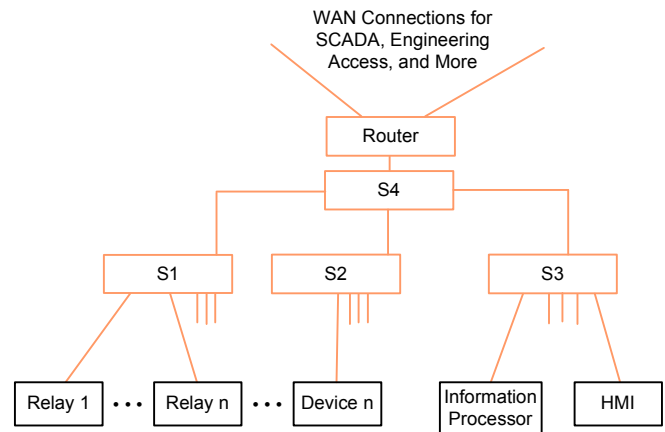 WAN Connections for
SCADA, Engineering
Access, and More
Router
S4
S1
S2
S3
Relay 1 ••• Relay n ••• Device n
Information
Processor
HMI